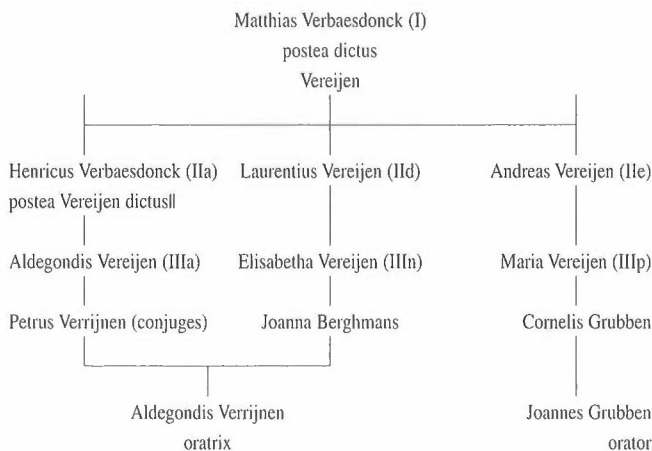 Matthias Verbaesdonck (I)
postea dictus
Vereijen
Henricus Verbaesdonck (IIa) Laurentius Vereijen (IId) Andreas Vereijen (IIe)
postea Vereijen dictusll
Aldegondis Vereijen (IIIa) Elisabetha Vereijen (IIIn) Maria Vereijen (IIIp)
Petrus Verrijnen (conjuges) Joanna Berghmans Cornelis Grubben
Aldegondis Verrijnen Joannes Grubben
oratrix orator